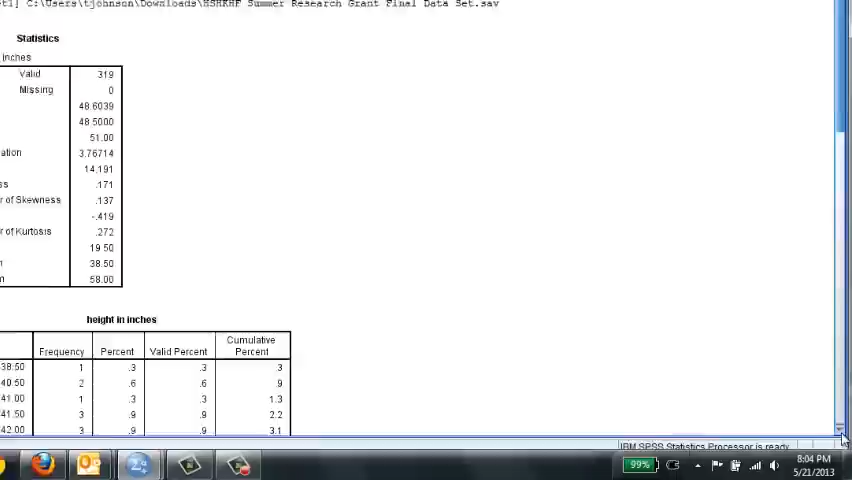 et1] C:\Users\tjohnson\Downloads\HSHKHF Summer Research Grant Final Data Set.sav
Statistics
inches
Valid 319
Missing 0
48.6039
48.5000
51.00
ation 3.76714
14.191
ss .171
r of Skewness .137
-.419
r of Kurtosis .272
19.50
n 38.50
m 58.00
height in inches
Frequency Percent Valid Percent Cumulative Percent
38.50 1 .3 .3 .3
40.50 2 .6 .6 .9
41.00 1 .3 .3 1.3
41.50 3 .9 .9 2.2
42.00 3 .9 .9 3.1
IBM SPSS Statistics Processor is ready
99%
8:04 PM
5/21/2013